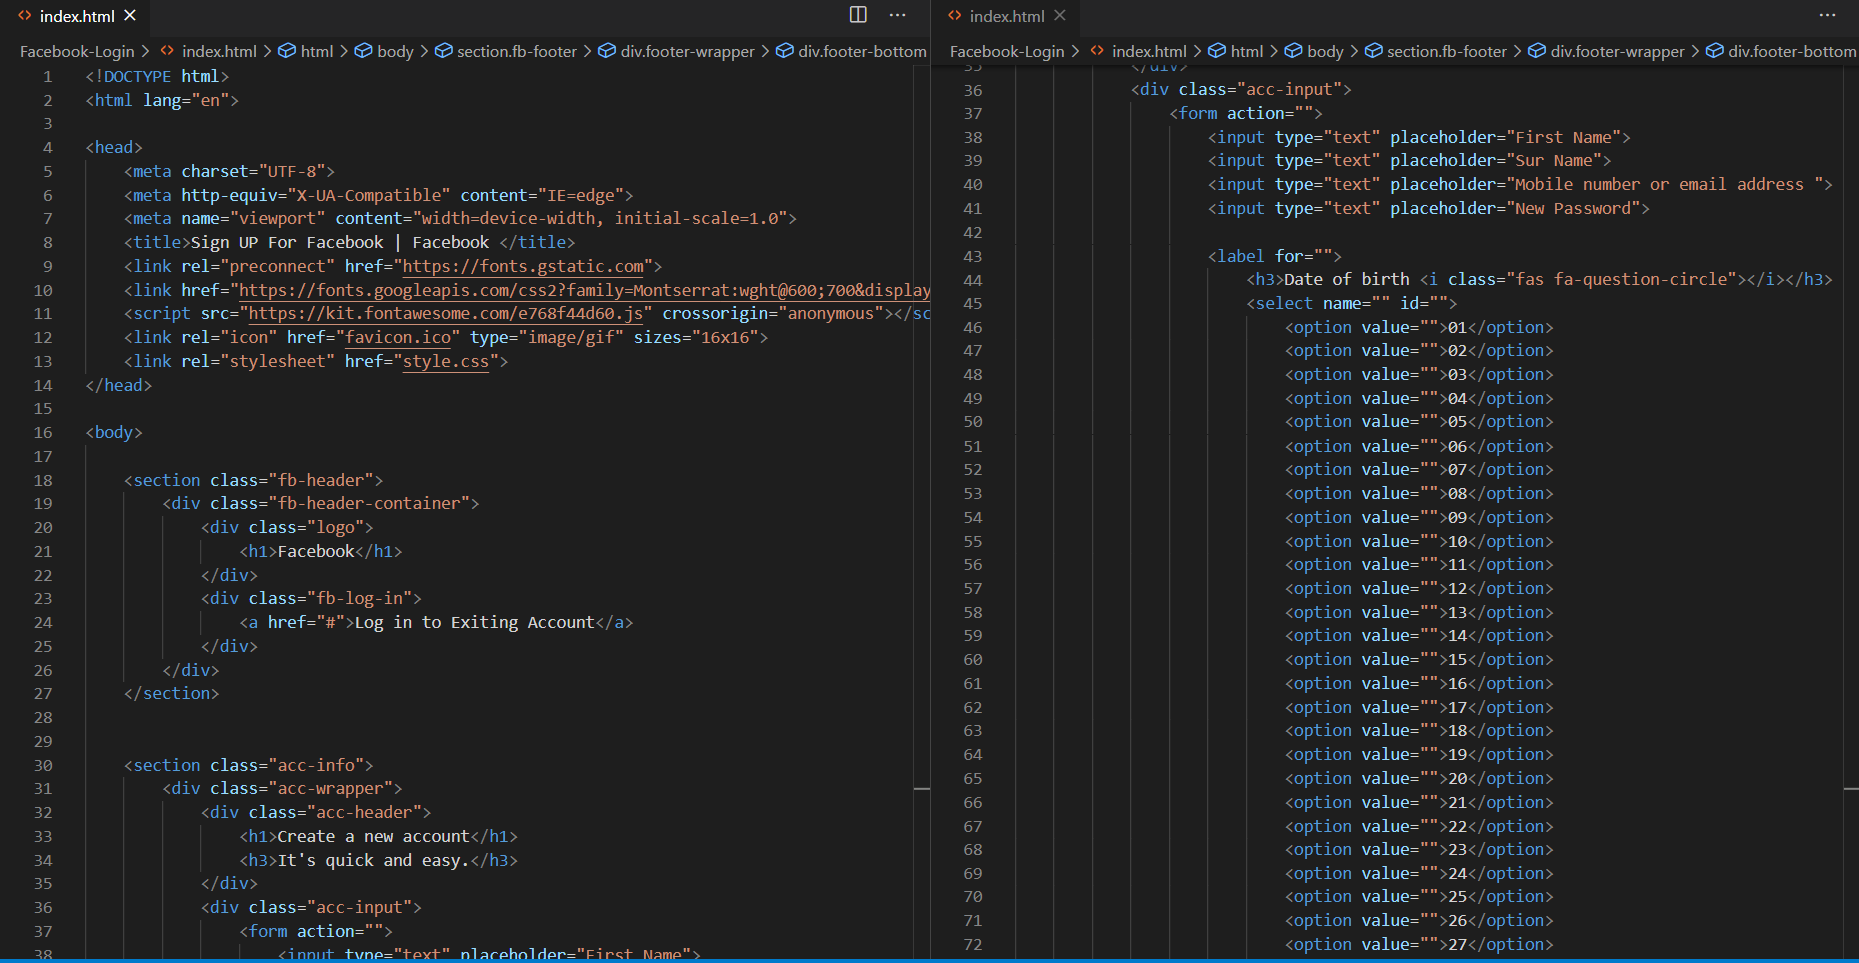 index.html
Facebook-Login > index.html > html > body > section.fb-footer > div.footer-wrapper > div.footer-bottom
1 <!DOCTYPE html>
2 <html lang="en">
3
4 <head>
5 <meta charset="UTF-8">
6 <meta http-equiv="X-UA-Compatible" content="IE=edge">
7 <meta name="viewport" content="width=device-width, initial-scale=1.0">
8 <title>Sign UP For Facebook | Facebook </title>
9 <link rel="preconnect" href="https://fonts.gstatic.com">
10 <link href="https://fonts.googleapis.com/css2?family=Montserrat:wght@600;700&display
11 <script src="https://kit.fontawesome.com/e768f44d60.js" crossorigin="anonymous"></sc
12 <link rel="icon" href="favicon.ico" type="image/gif" sizes="16x16">
13 <link rel="stylesheet" href="style.css">
14 </head>
15
16 <body>
17
18 <section class="fb-header">
19 <div class="fb-header-container">
20 <div class="logo">
21 <h1>Facebook</h1>
22 </div>
23 <div class="fb-log-in">
24 <a href="#">Log in to Exiting Account</a>
25 </div>
26 </div>
27 </section>
28
29
30 <section class="acc-info">
31 <div class="acc-wrapper">
32 <div class="acc-header">
33 <h1>Create a new account</h1>
34 <h3>It's quick and easy.</h3>
35 </div>
36 <div class="acc-input">
37 <form action="">
38 <input type="text" placeholder="First Name">
index.html
Facebook-Login > index.html > html > body > section.fb-footer > div.footer-wrapper > div.footer-bottom
35 </div>
36 <div class="acc-input">
37 <form action="">
38 <input type="text" placeholder="First Name">
39 <input type="text" placeholder="Sur Name">
40 <input type="text" placeholder="Mobile number or email address ">
41 <input type="text" placeholder="New Password">
42
43 <label for="">
44 <h3>Date of birth <i class="fas fa-question-circle"></i></h3>
45 <select name="" id="">
46 <option value="">01</option>
47 <option value="">02</option>
48 <option value="">03</option>
49 <option value="">04</option>
50 <option value="">05</option>
51 <option value="">06</option>
52 <option value="">07</option>
53 <option value="">08</option>
54 <option value="">09</option>
55 <option value="">10</option>
56 <option value="">11</option>
57 <option value="">12</option>
58 <option value="">13</option>
59 <option value="">14</option>
60 <option value="">15</option>
61 <option value="">16</option>
62 <option value="">17</option>
63 <option value="">18</option>
64 <option value="">19</option>
65 <option value="">20</option>
66 <option value="">21</option>
67 <option value="">22</option>
68 <option value="">23</option>
69 <option value="">24</option>
70 <option value="">25</option>
71 <option value="">26</option>
72 <option value="">27</option>